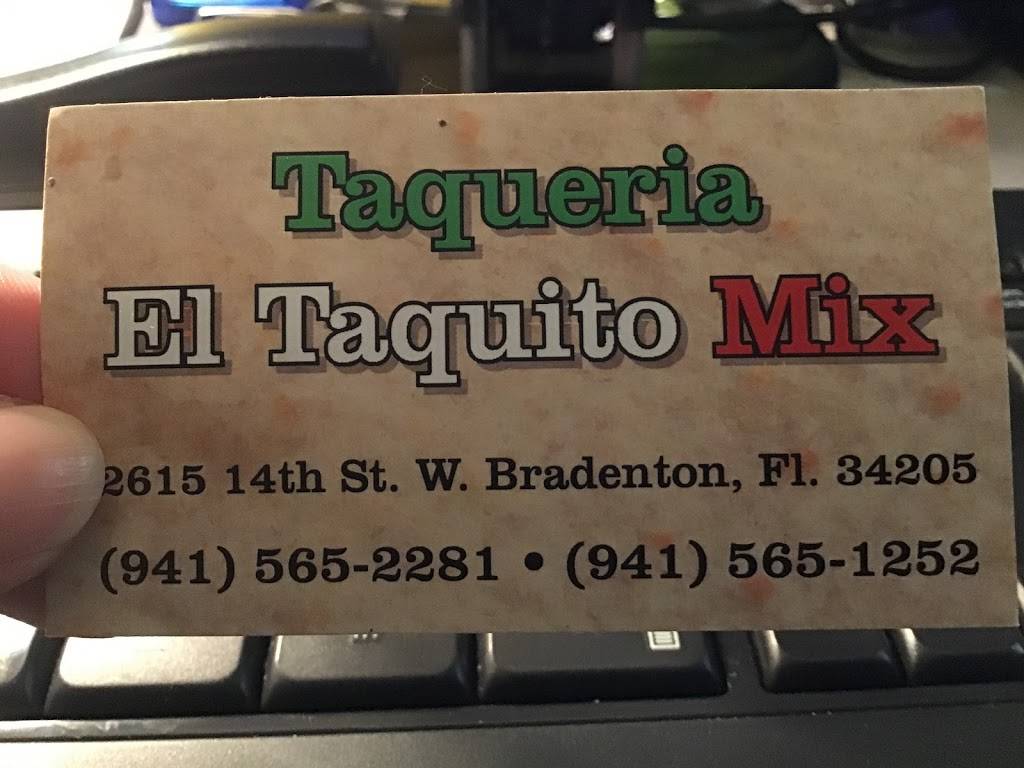 Taqueria
El Taquito Mix
2615 14th St. W. Bradenton, Fl. 34205
(941) 565-2281 • (941) 565-1252